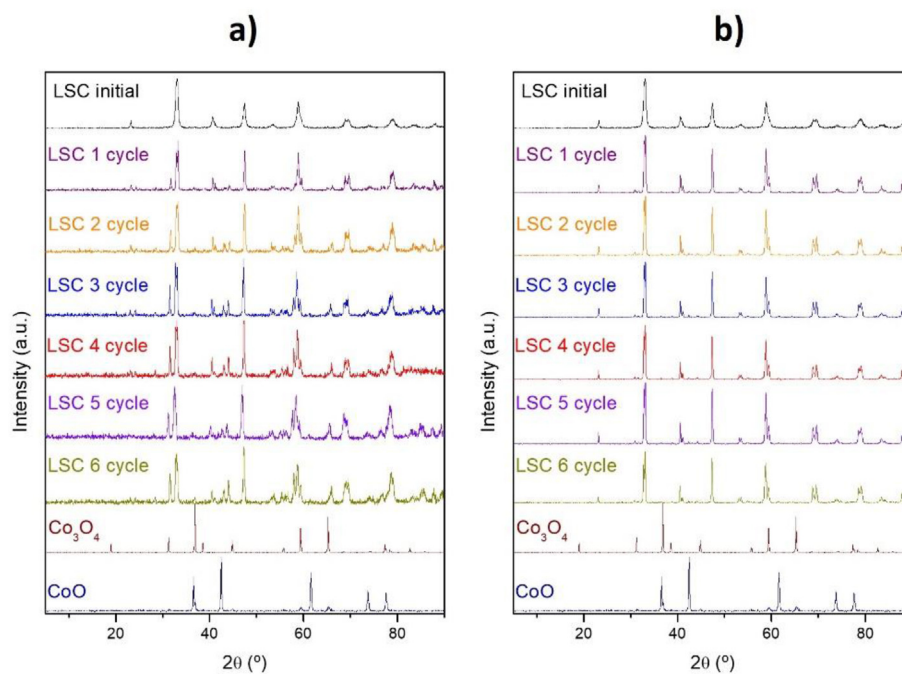 a)
LSC initial
LSC 1 cycle
LSC 2 cycle
LSC 3 cycle
LSC 4 cycle
LSC 5 cycle
LSC 6 cycle
Co₃O₄
CoO
Intensity (a.u.)
20 40 60 80
2θ (º)
b)
LSC initial
LSC 1 cycle
LSC 2 cycle
LSC 3 cycle
LSC 4 cycle
LSC 5 cycle
LSC 6 cycle
Co₃O₄
CoO
Intensity (a.u.)
20 40 60 80
2θ (º)